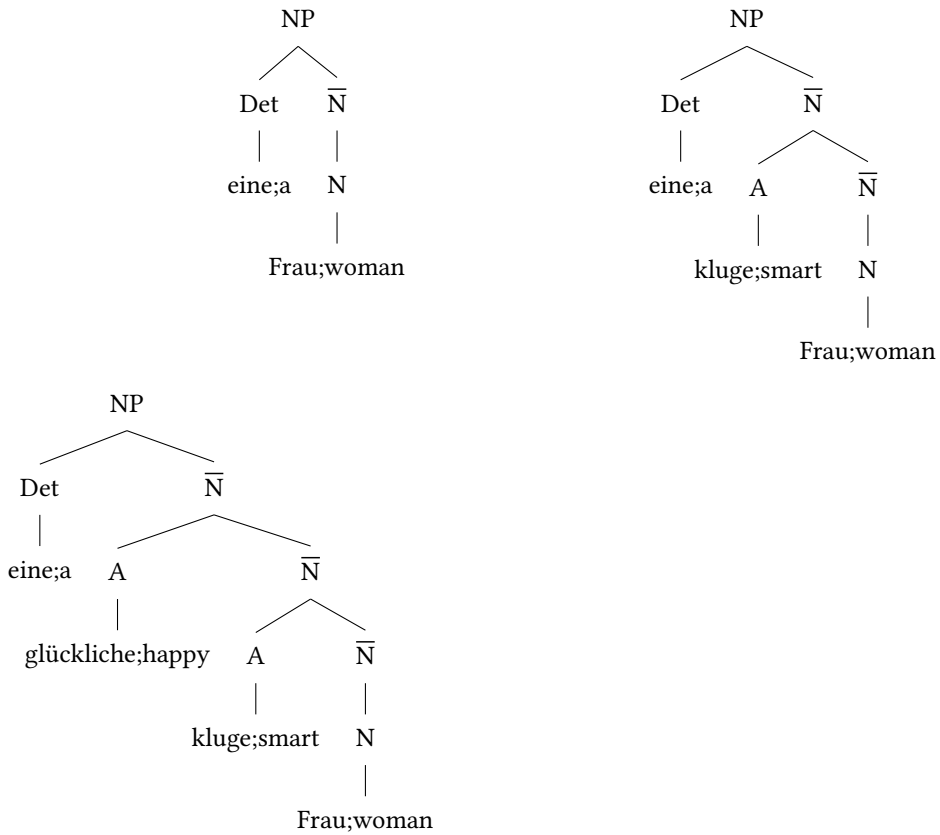 NP NP
Det N̅ Det N̅
eine;a N eine;a A N̅
Frau;woman kluge;smart N
Frau;woman
NP
Det N̅
eine;a A N̅
glückliche;happy A N̅
kluge;smart N
Frau;woman